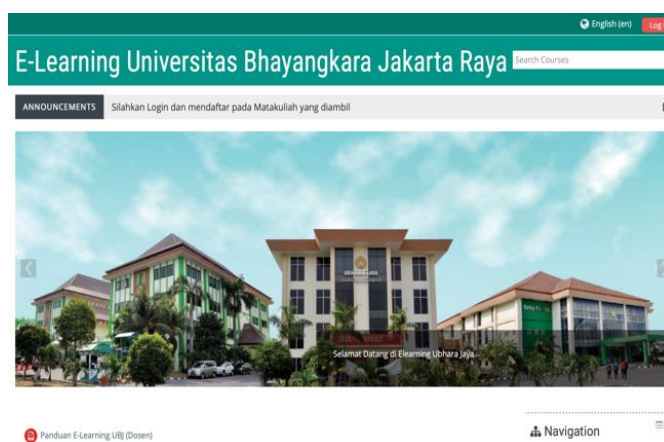 English (en)
Log
E-Learning Universitas Bhayangkara Jakarta Raya
Search Courses
ANNOUNCEMENTS
Silahkan Login dan mendaftar pada Matakuliah yang diambil
Selamat Datang di Elearning Ubhara Jaya
Panduan E-Learning UBJ (Dosen)
Navigation